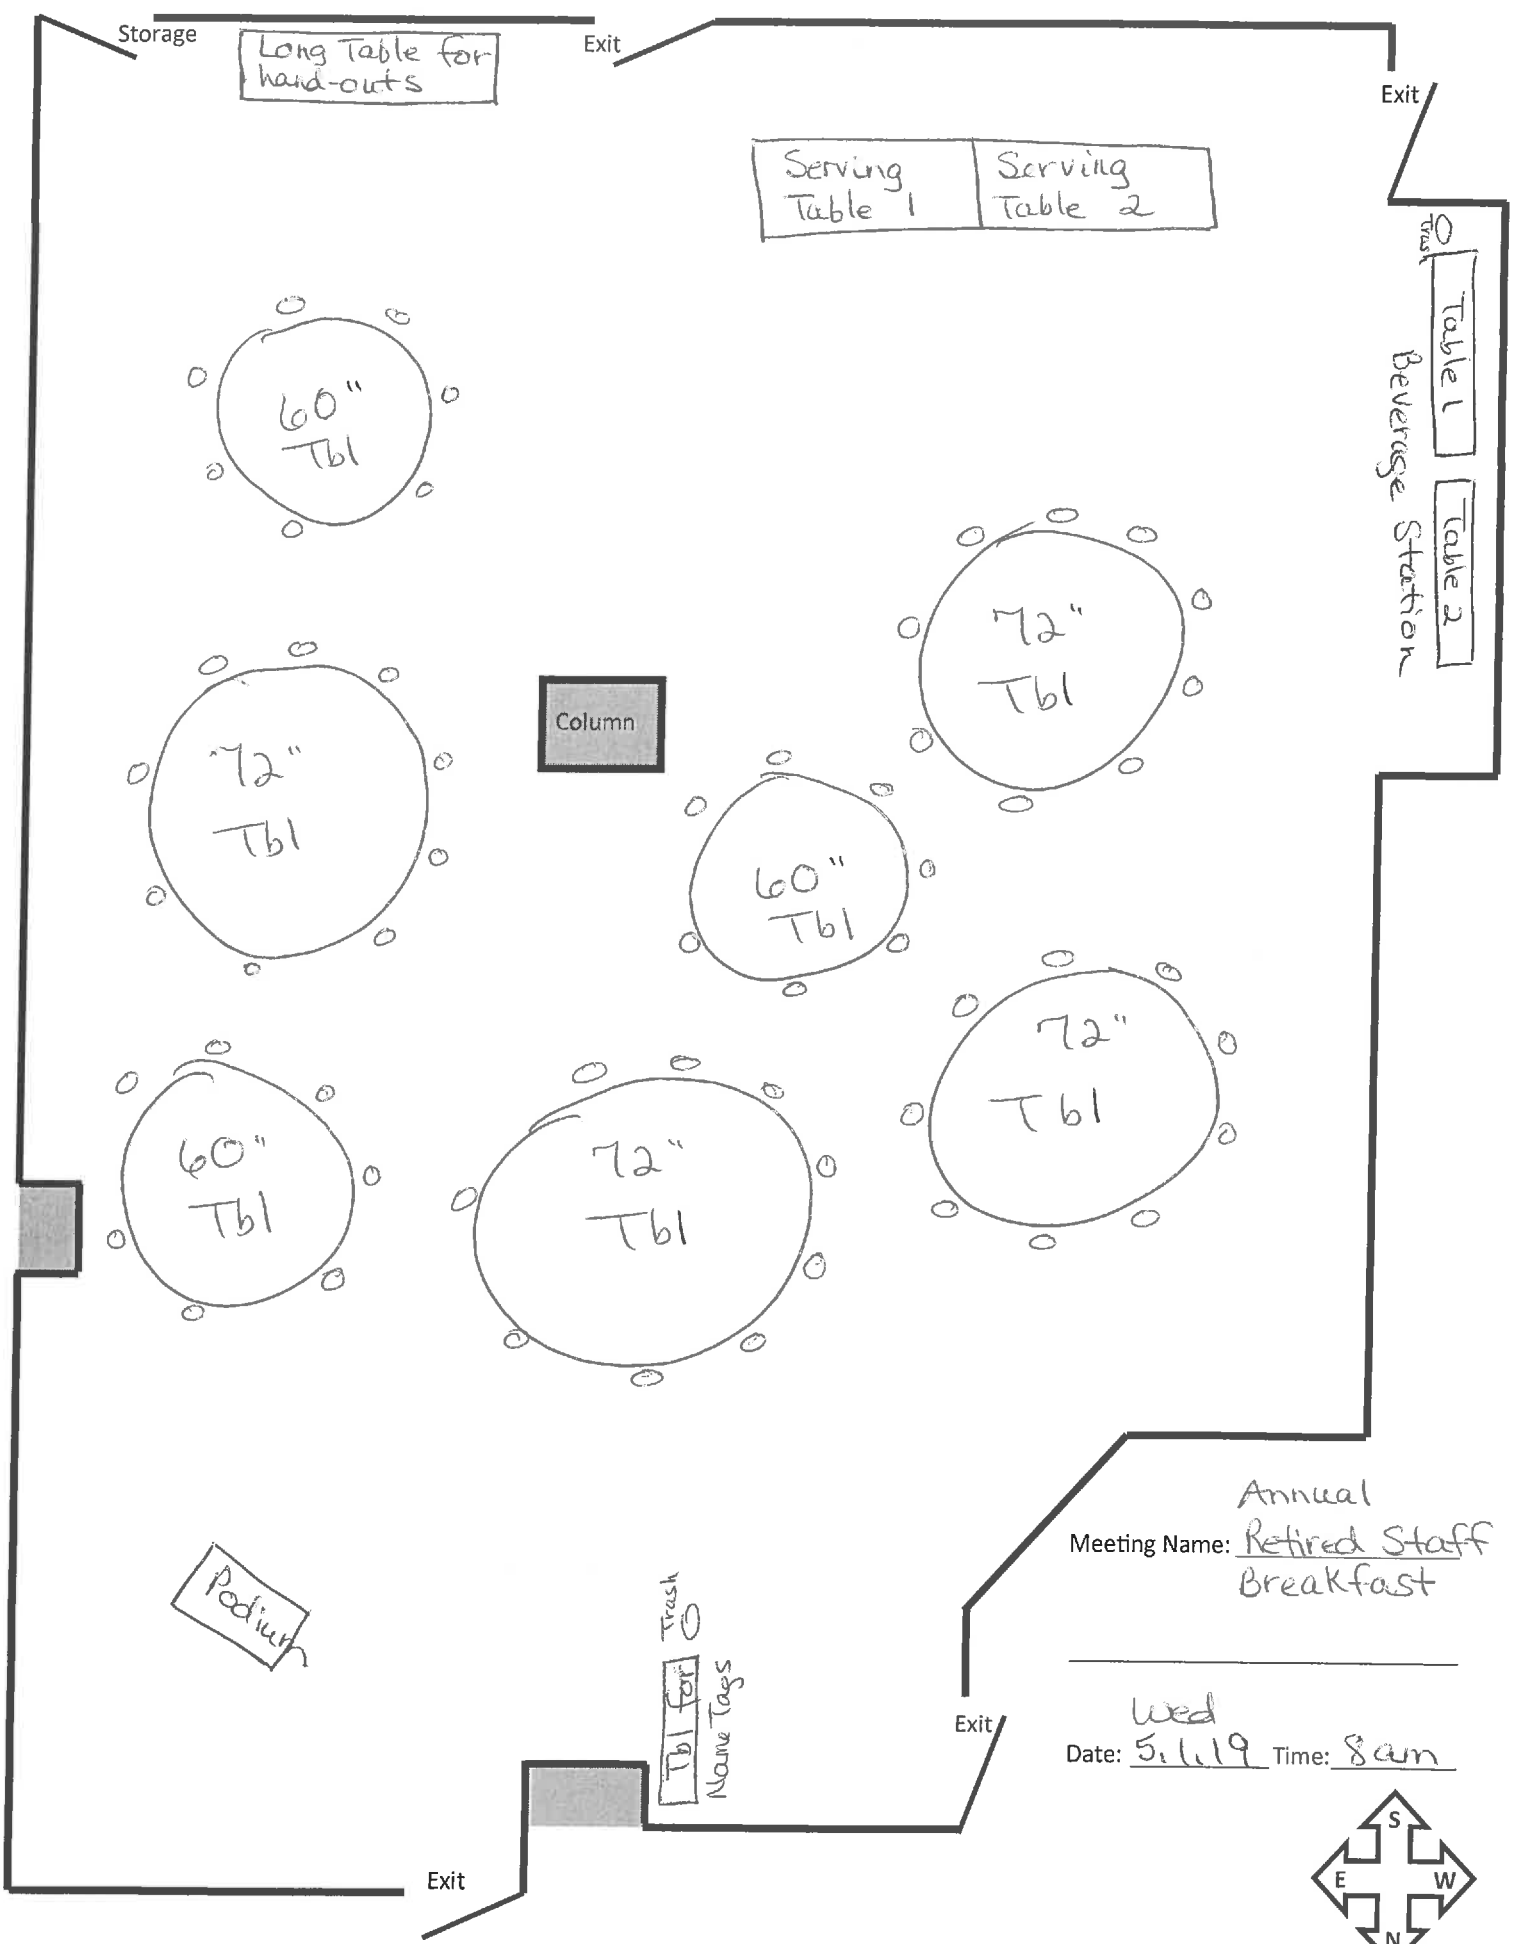 Storage
Long Table for
hand-outs
Exit
Exit
Serving
Table 1
Serving
Table 2
Trash
Table 1
Table 2
Beverage Station
60"
Tbl
72"
Tbl
72"
Tbl
Column
60"
Tbl
72"
Tbl
60"
Tbl
72"
Tbl
Podium
Trash
Tbl for
Name Tags
Exit
Exit
Annual
Meeting Name: Retired Staff
Breakfast
Wed
Date: 5.1.19 Time: 8am
S
E W
N